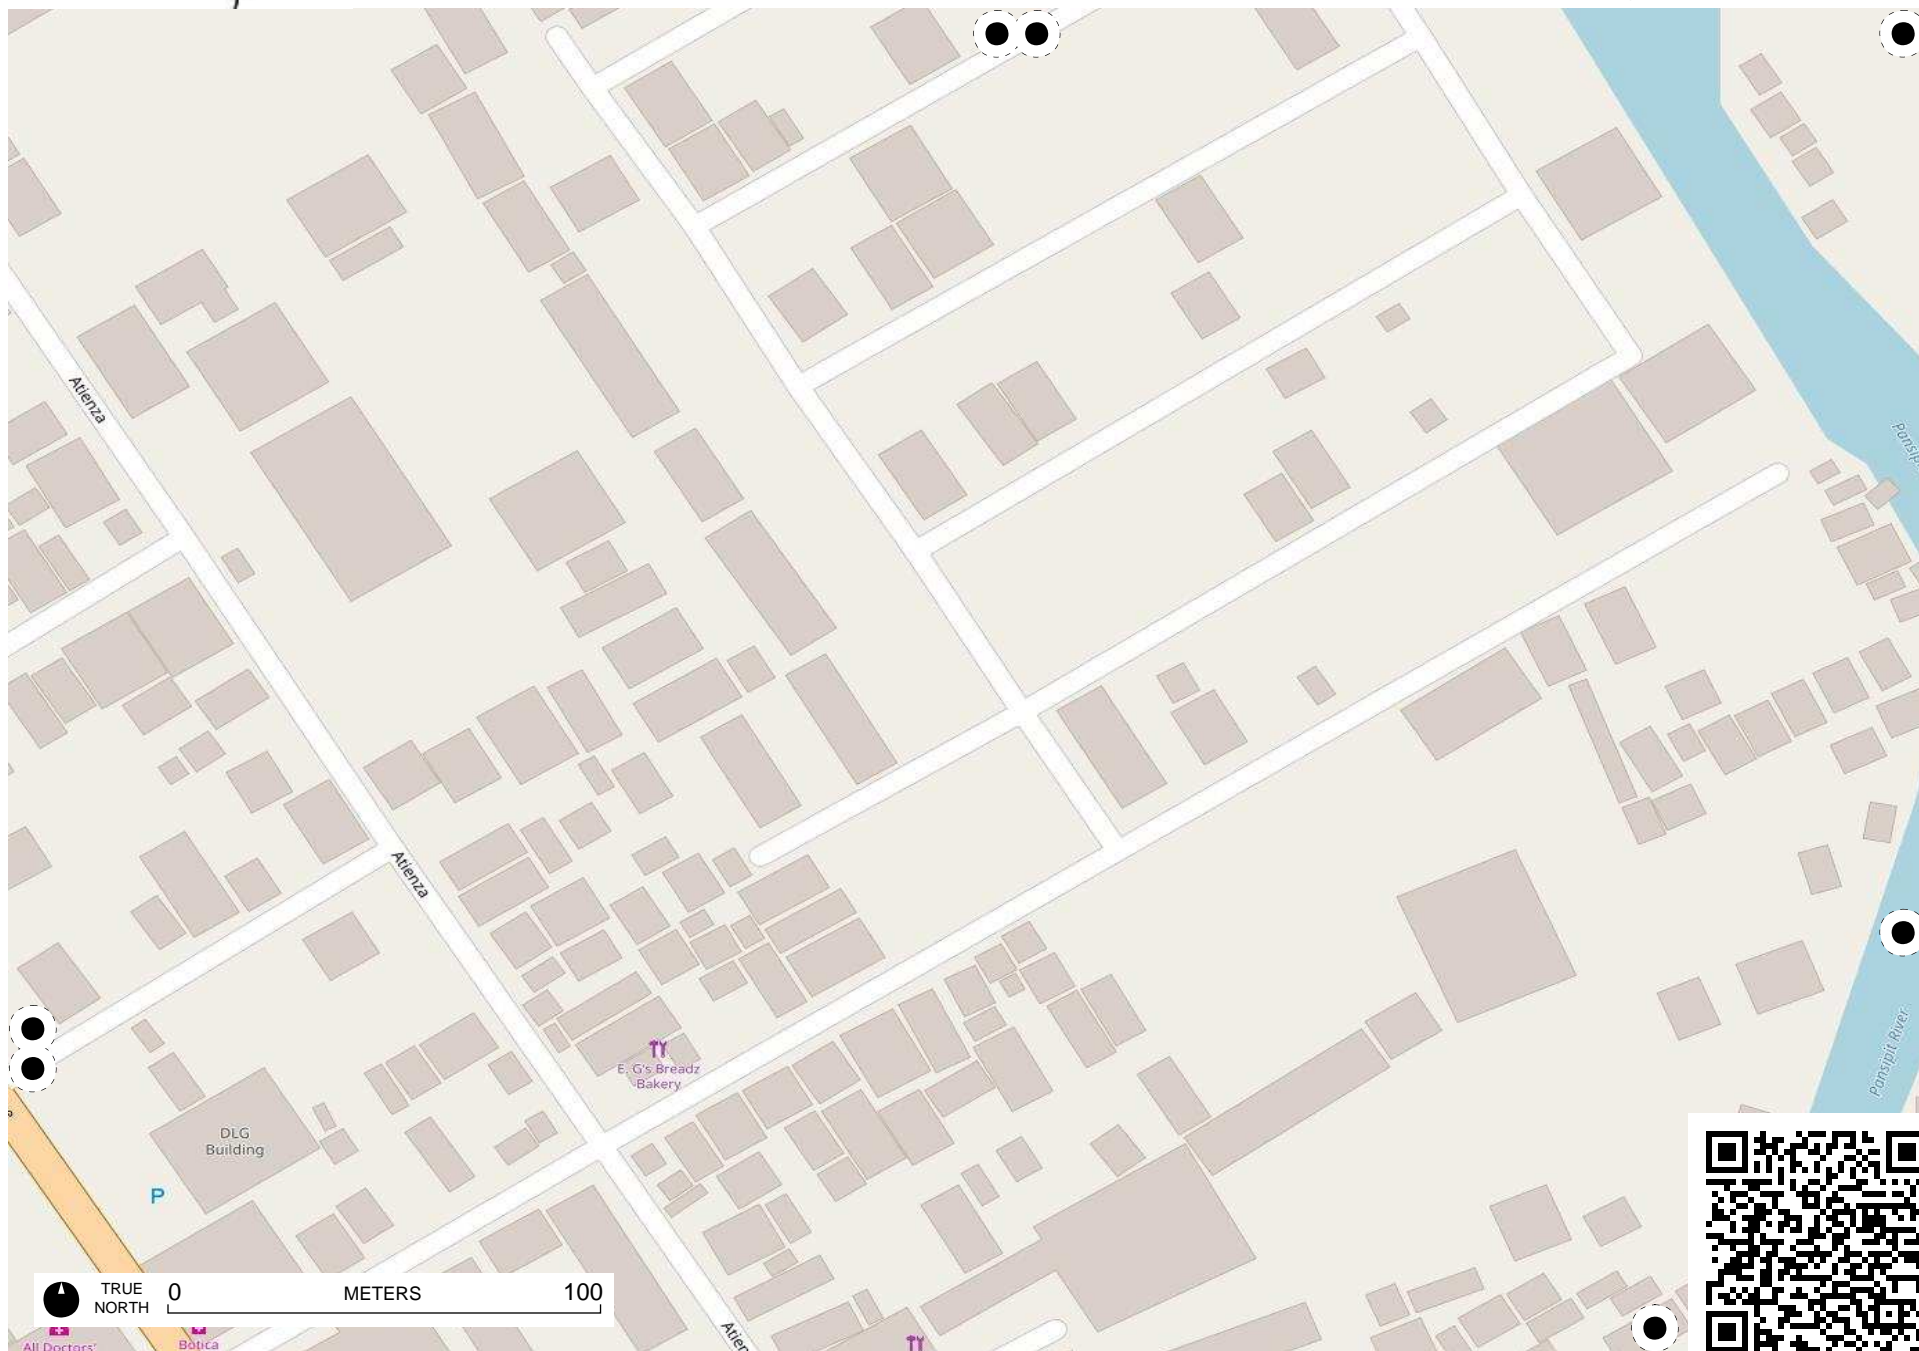 Atienza
Atienza
E. G's Breadz
Bakery
DLG
Building
P
Pansipit River
TRUE
NORTH
0
METERS
100
All Doctors'
Botica